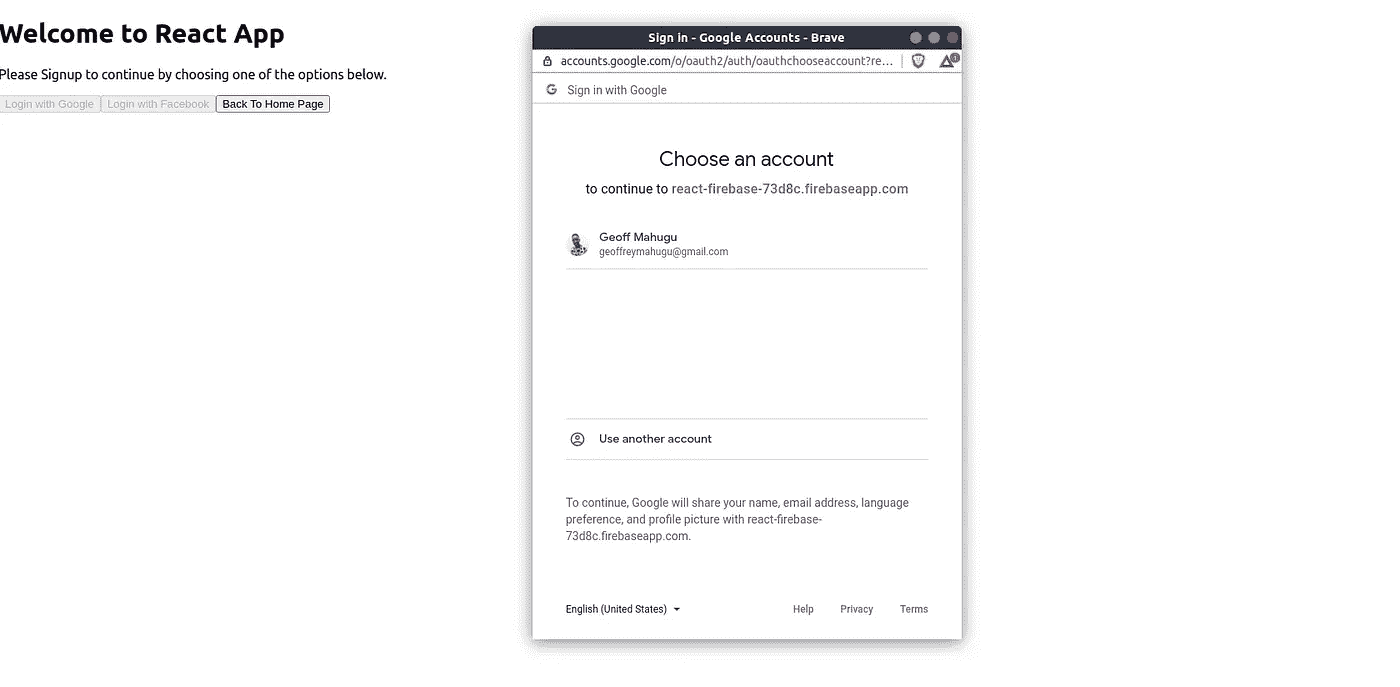 Welcome to React App
Please Signup to continue by choosing one of the options below.
Login with Google Login with Facebook Back To Home Page
Sign in - Google Accounts - Brave
accounts.google.com/o/oauth2/auth/oauthchooseaccount?re...
1
G Sign in with Google
Choose an account
to continue to react-firebase-73d8c.firebaseapp.com
Geoff Mahugu
geoffreymahugu@gmail.com
Use another account
To continue, Google will share your name, email address, language
preference, and profile picture with react-firebase-
73d8c.firebaseapp.com.
English (United States) Help Privacy Terms